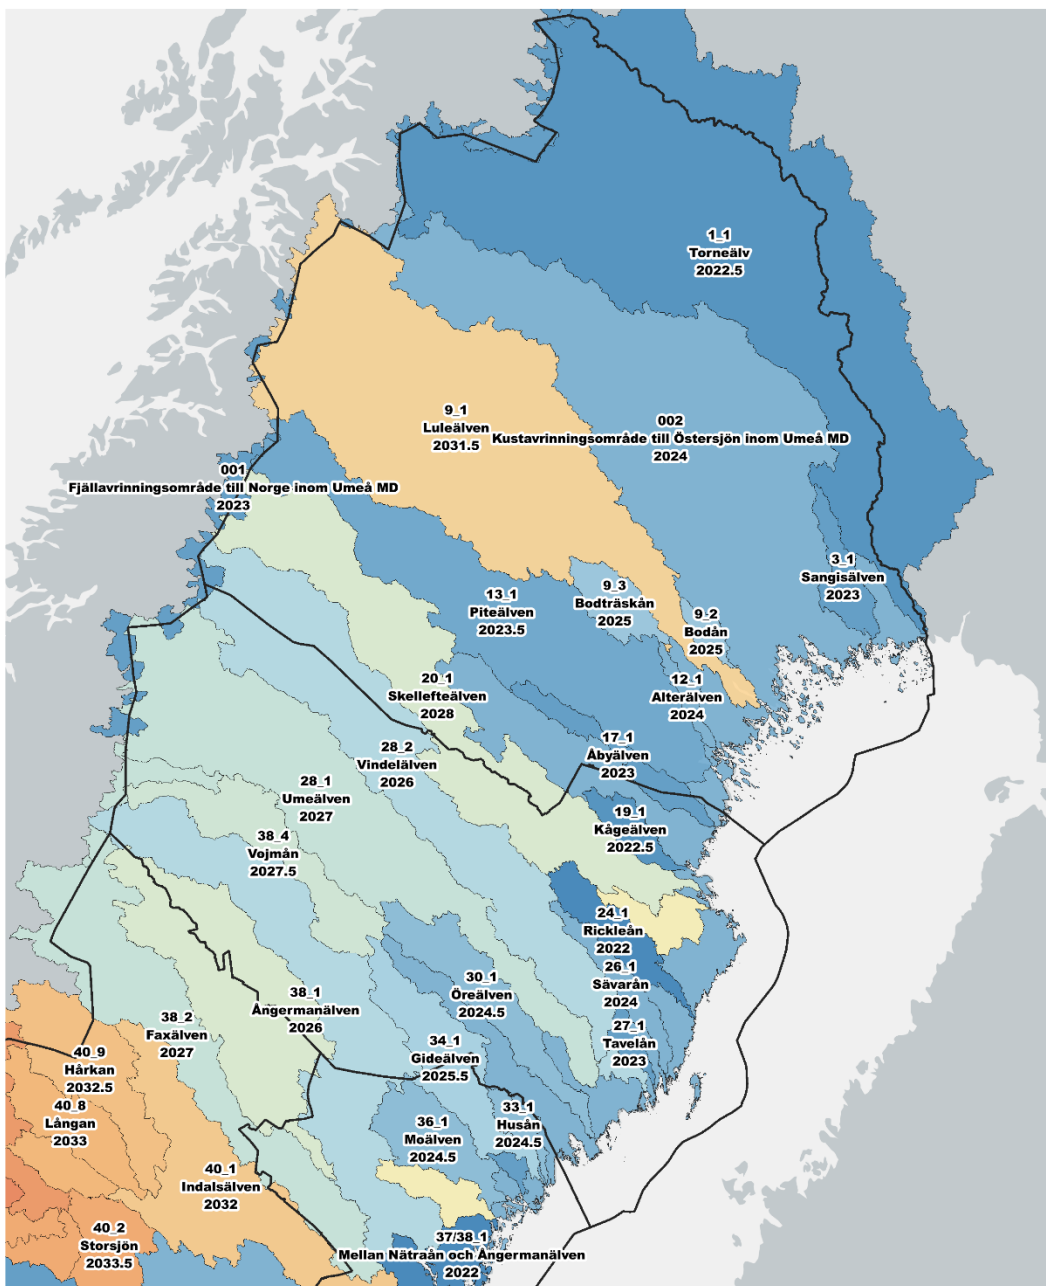 1_1
Torneälv
2022.5
9_1
Luleälven
2031.5
002
Kustavrinningsområde till Östersjön inom Umeå MD
2024
001
Fjällavrinningsområde till Norge inom Umeå MD
2023
3_1
Sangisälven
2023
13_1
Piteälven
2023.5
9_3
Bodträskån
2025
9_2
Bodån
2025
20_1
Skellefteälven
2028
12_1
Alterälven
2024
28_2
Vindelälven
2026
17_1
Åbyälven
2023
28_1
Umeälven
2027
19_1
Kågeälven
2022.5
38_4
Vojmån
2027.5
24_1
Rickleån
2022
26_1
Sävarån
2024
30_1
Öreälven
2024.5
38_1
Ångermanälven
2026
38_2
Faxälven
2027
27_1
Tavelån
2023
34_1
Gideälven
2025.5
40_9
Hårkan
2032.5
40_8
Långan
2033
33_1
Husån
2024.5
36_1
Moälven
2024.5
40_1
Indalsälven
2032
40_2
Storsjön
2033.5
37/38_1
Mellan Nätraån och Ångermanälven
2022